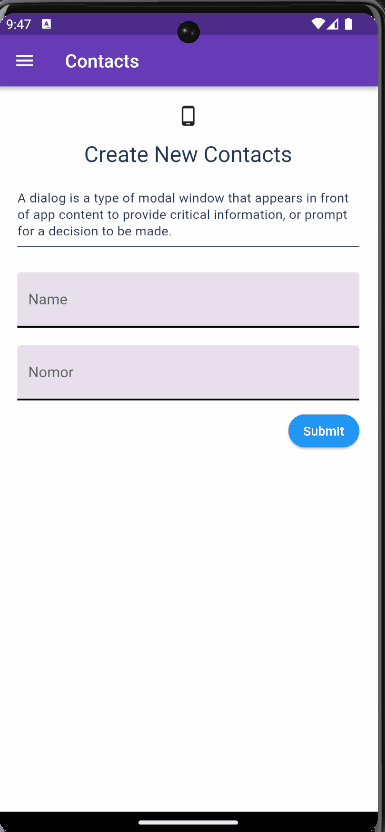 9:47 A
Contacts
Create New Contacts
A dialog is a type of modal window that appears in front
of app content to provide critical information, or prompt
for a decision to be made.
Name
Nomor
Submit